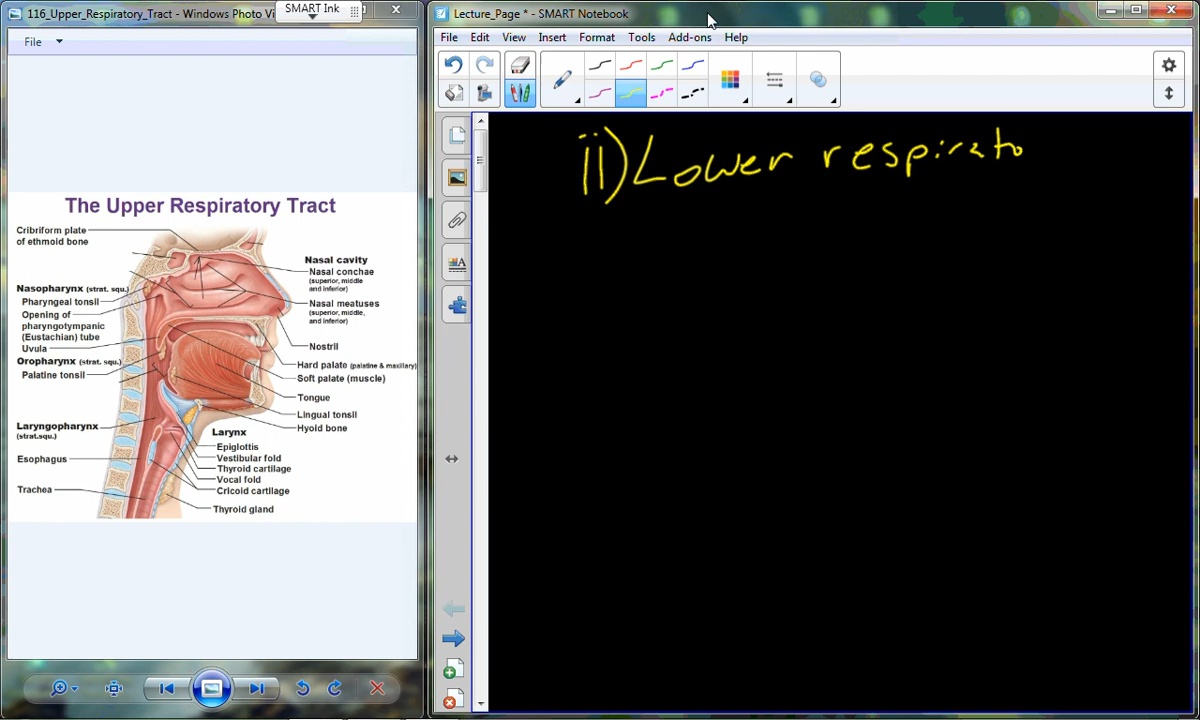 116_Upper_Respiratory_Tract - Windows Photo Vi
SMART Ink
File
The Upper Respiratory Tract
Cribriform plate
of ethmoid bone
Nasal cavity
Nasal conchae
(superior, middle
and inferior)
Nasopharynx (strat. squ.)
Pharyngeal tonsil
Opening of
pharyngotympanic
(Eustachian) tube
Uvula
Nasal meatuses
(superior, middle,
and inferior)
Nostril
Oropharynx (strat. squ.)
Palatine tonsil
Hard palate (palatine & maxillary)
Soft palate (muscle)
Tongue
Lingual tonsil
Hyoid bone
Laryngopharynx
(strat.squ.)
Larynx
Epiglottis
Vestibular fold
Thyroid cartilage
Vocal fold
Cricoid cartilage
Thyroid gland
Esophagus
Trachea
Lecture_Page * - SMART Notebook
File Edit View Insert Format Tools Add-ons Help
ii) Lower respirato